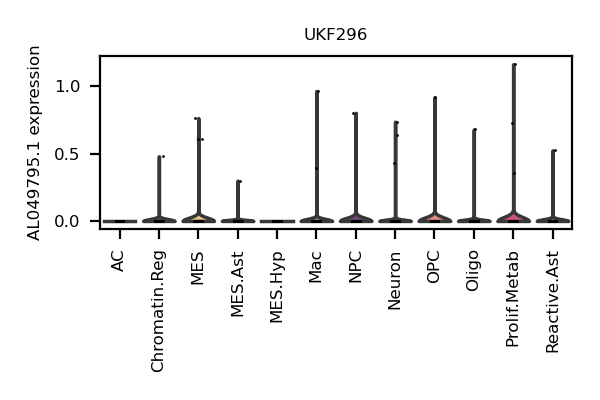 UKF296
AL049795.1 expression
1.0
0.5
0.0
AC
Chromatin.Reg
MES
MES.Ast
MES.Hyp
Mac
NPC
Neuron
OPC
Oligo
Prolif.Metab
Reactive.Ast